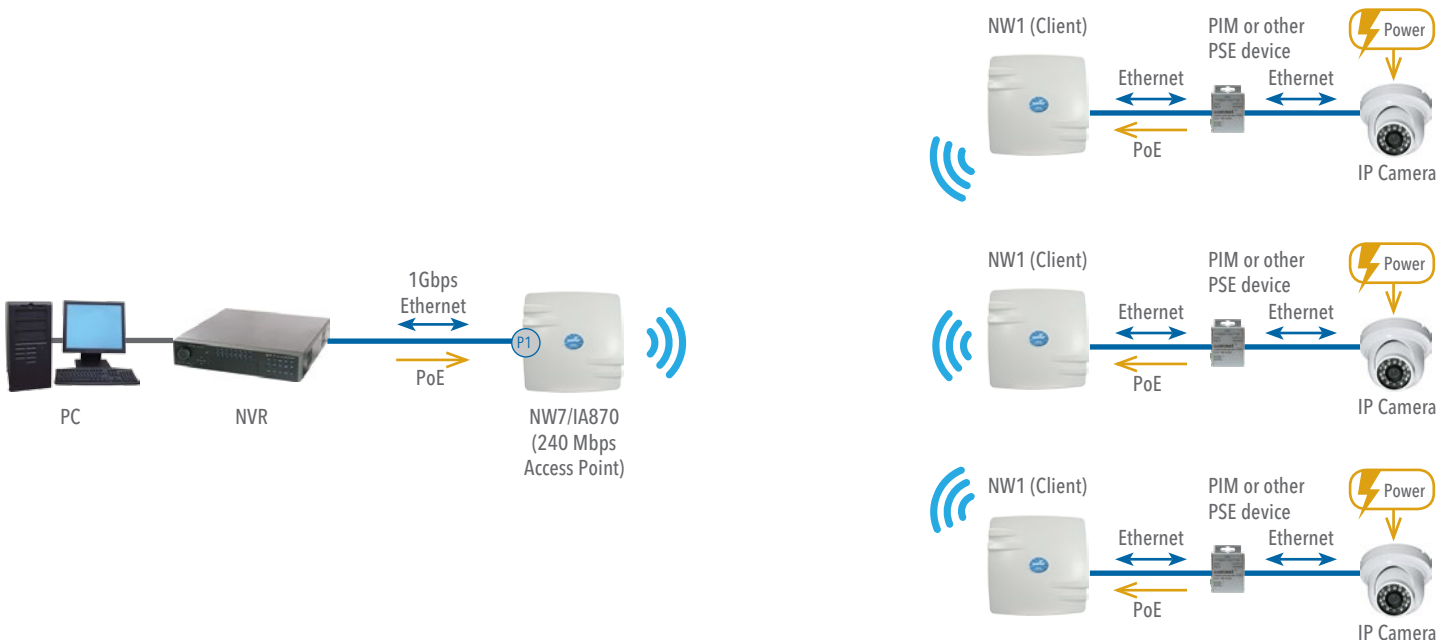 PC
NVR
1Gbps
Ethernet
PoE
P1
NW7/IA870
(240 Mbps
Access Point)
NW1 (Client)
Ethernet
PoE
PIM or other
PSE device
Ethernet
Power
IP Camera
NW1 (Client)
Ethernet
PoE
PIM or other
PSE device
Ethernet
Power
IP Camera
NW1 (Client)
Ethernet
PoE
PIM or other
PSE device
Ethernet
Power
IP Camera